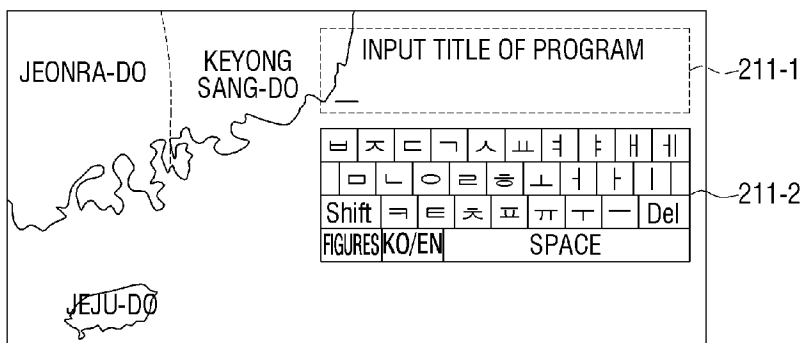 JEONRA-DO
KEYONG
SANG-DO
INPUT TITLE OF PROGRAM
211-1
ㅂ ㅈ ㄷ ㄱ ㅅ ㅛ ㅕ ㅑ ㅐ ㅔ
ㅁ ㄴ ㅇ ㄹ ㅎ ㅗ ㅓ ㅏ ㅣ
211-2
Shift ㅋ ㅌ ㅊ ㅍ ㅠ ㅜ ㅡ Del
FIGURES KO/EN SPACE
JEJU-DO